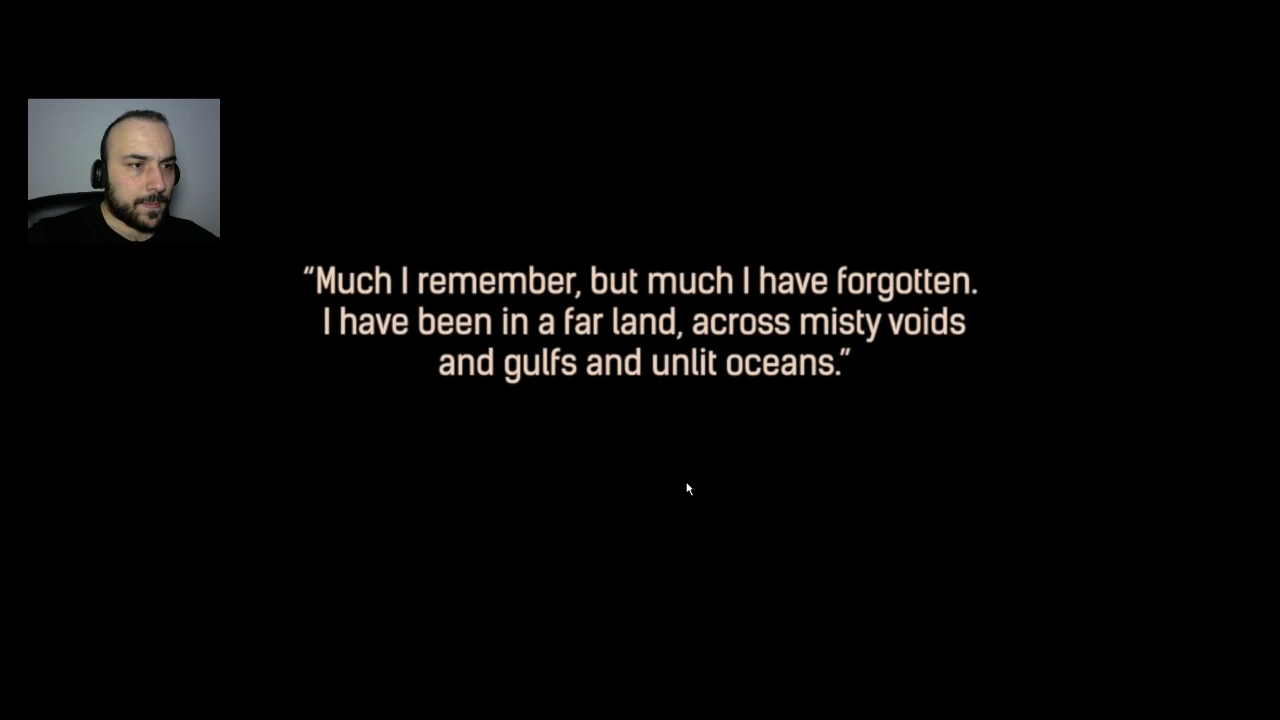 “Much I remember, but much I have forgotten.
I have been in a far land, across misty voids
and gulfs and unlit oceans.”